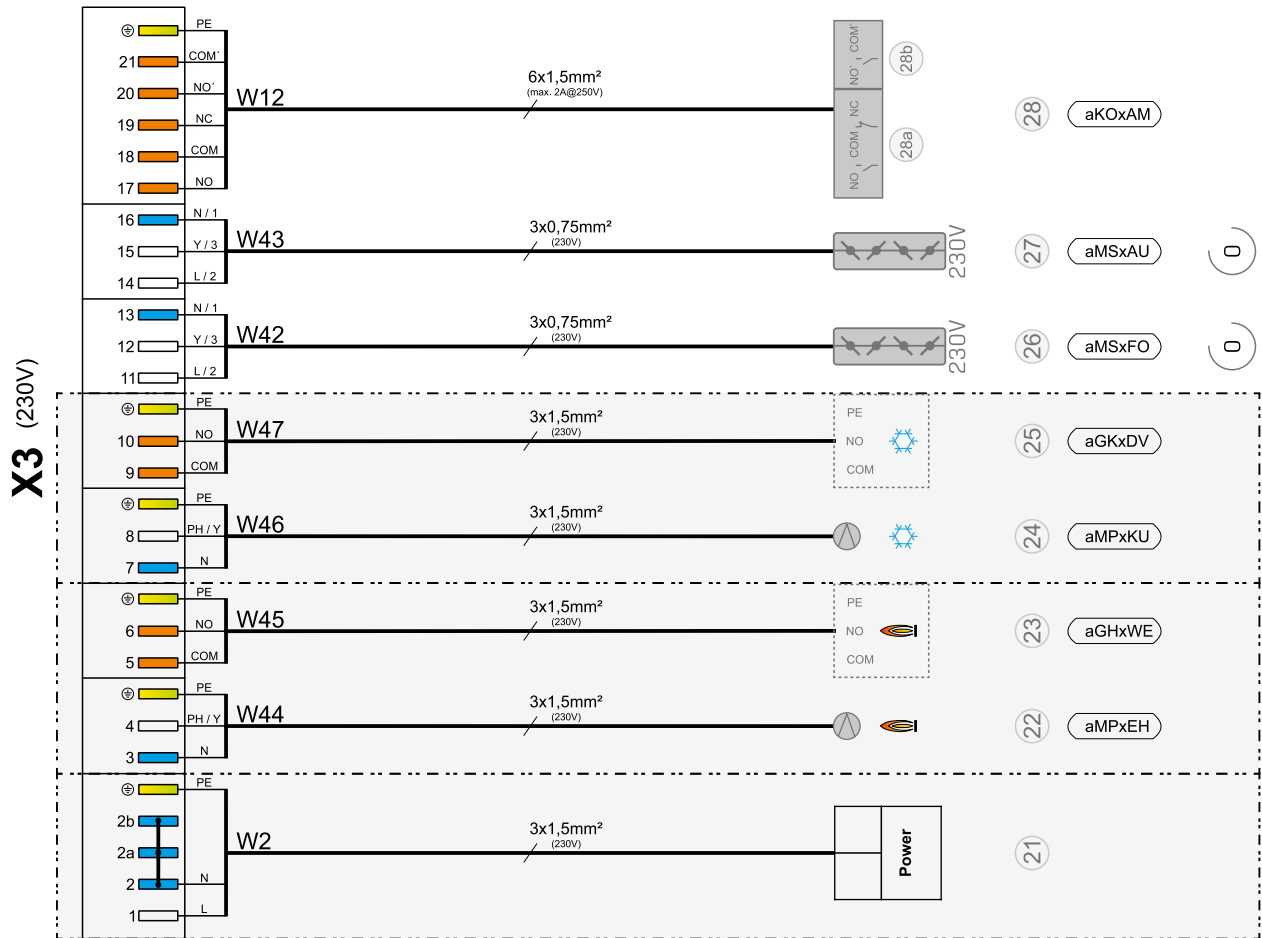 X3 (230V)
PE
21 COM´
20 NO´
19 NC
18 COM
17 NO
W12
6x1,5mm²
(max. 2A@250V)
NO´ COM´
28b
NO COM NC
28a
28
aKOxAM
16 N / 1
15 Y / 3
14 L / 2
W43
3x0,75mm²
(230V)
230V
27
aMSxAU
0
13 N / 1
12 Y / 3
11 L / 2
W42
3x0,75mm²
(230V)
230V
26
aMSxFO
0
PE
10 NO
9 COM
W47
3x1,5mm²
(230V)
PE
NO
COM
25
aGKxDV
PE
8 PH / Y
7 N
W46
3x1,5mm²
(230V)
24
aMPxKU
PE
6 NO
5 COM
W45
3x1,5mm²
(230V)
PE
NO
COM
23
aGHxWE
PE
4 PH / Y
3 N
W44
3x1,5mm²
(230V)
22
aMPxEH
PE
2b
2a
2 N
1 L
W2
3x1,5mm²
(230V)
Power
21